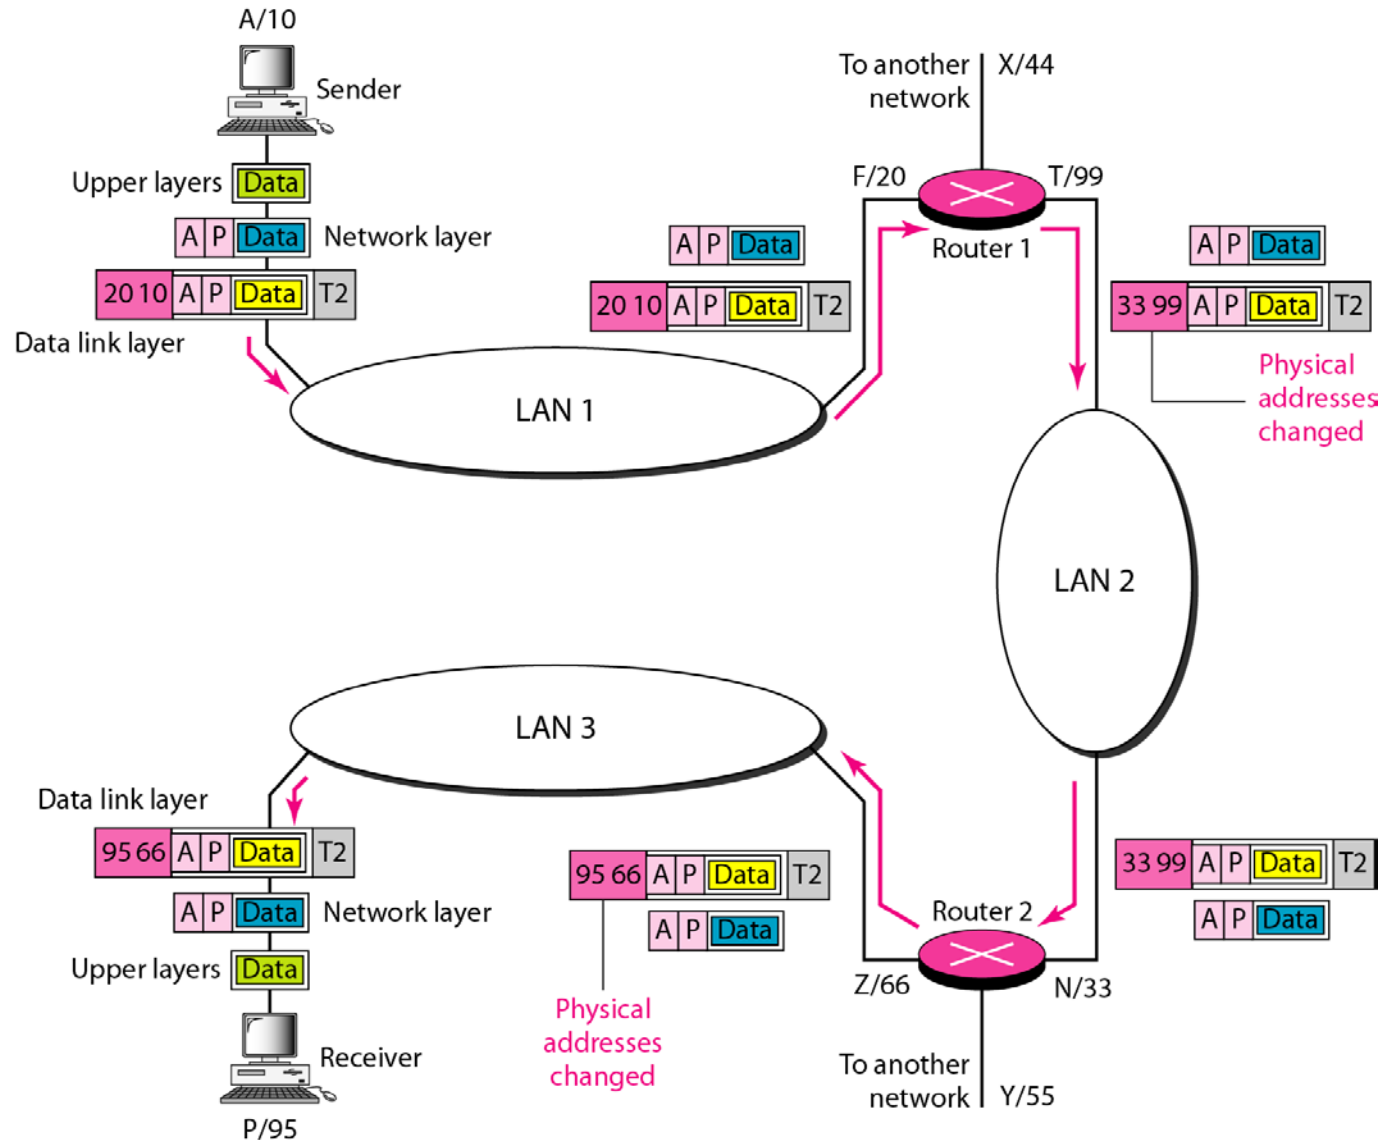 A/10
Sender
Upper layers Data
A P Data Network layer
20 10 A P Data T2
Data link layer
LAN 1
To another
network
X/44
F/20
T/99
Router 1
A P Data
20 10 A P Data T2
A P Data
33 99 A P Data T2
Physical
addresses
changed
LAN 2
LAN 3
33 99 A P Data T2
A P Data
Router 2
Z/66
N/33
To another
network
Y/55
95 66 A P Data T2
A P Data
Physical
addresses
changed
Data link layer
95 66 A P Data T2
A P Data Network layer
Upper layers Data
Receiver
P/95